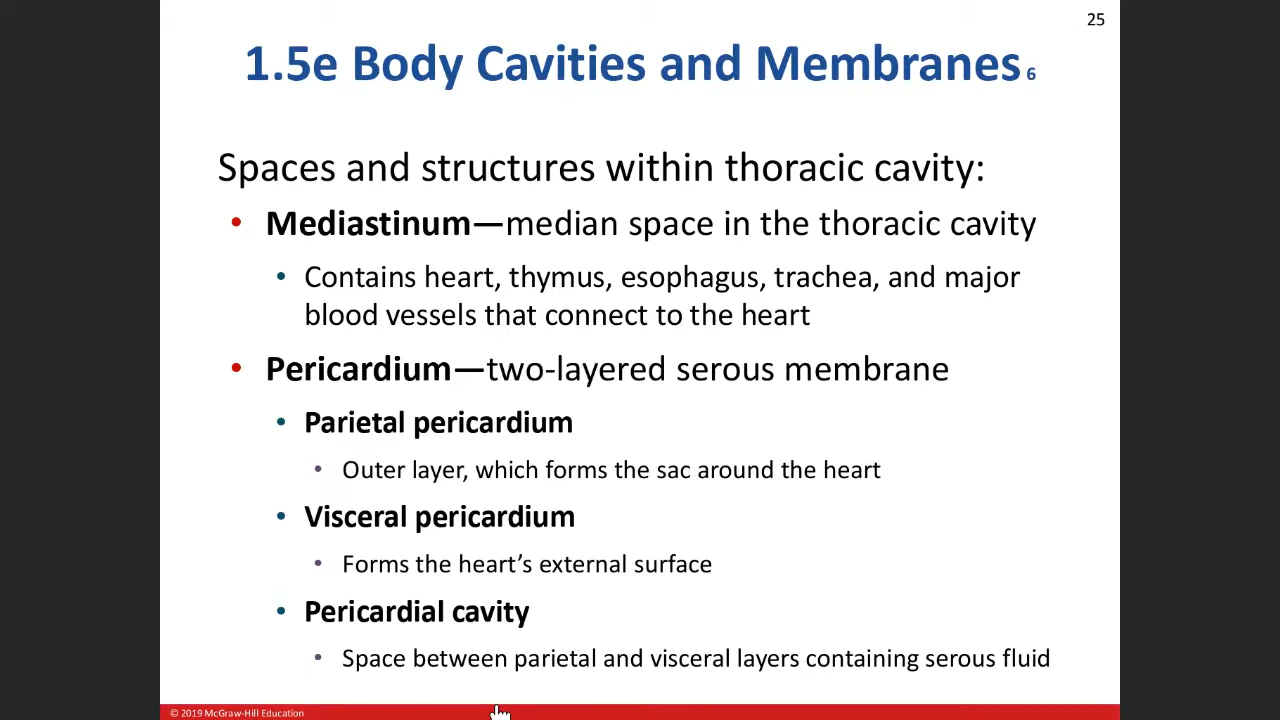 25
1.5e Body Cavities and Membranes 6
Spaces and structures within thoracic cavity:
• Mediastinum—median space in the thoracic cavity
• Contains heart, thymus, esophagus, trachea, and major
blood vessels that connect to the heart
• Pericardium—two-layered serous membrane
• Parietal pericardium
• Outer layer, which forms the sac around the heart
• Visceral pericardium
• Forms the heart’s external surface
• Pericardial cavity
• Space between parietal and visceral layers containing serous fluid
© 2019 McGraw-Hill Education